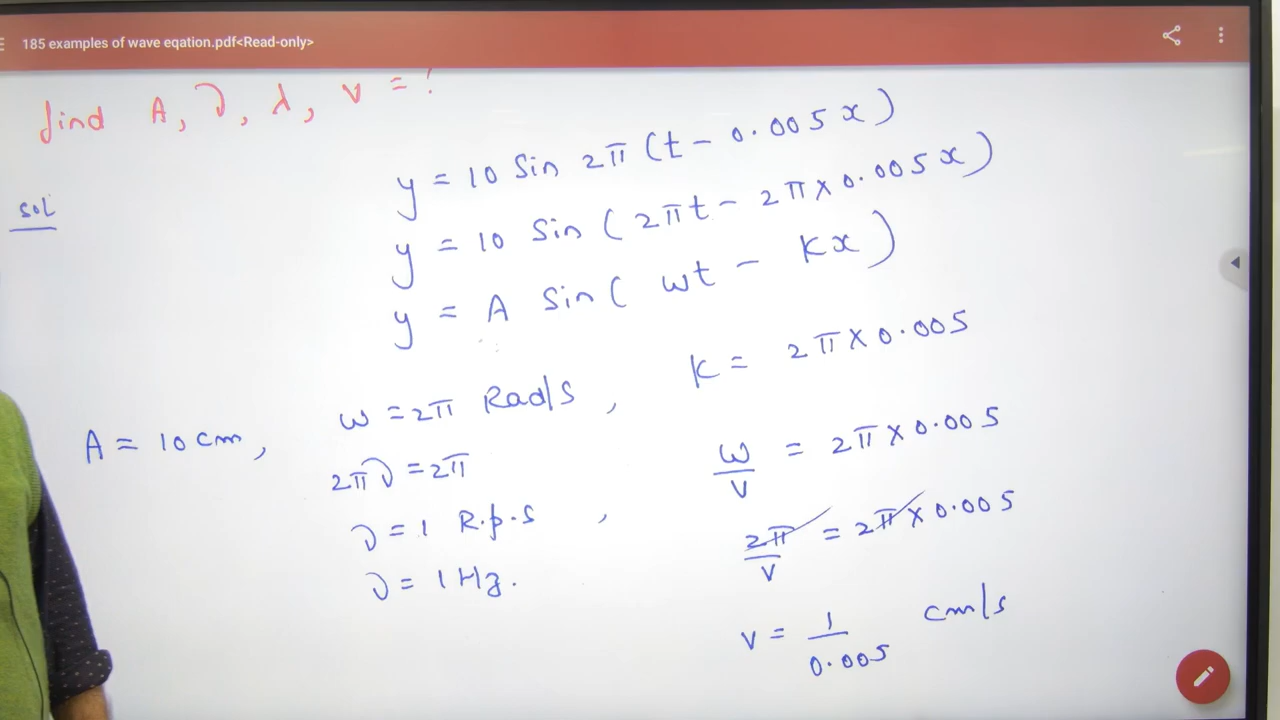 185 examples of wave eqation.pdf<Read-only>
find A, ν, λ, v = ?
y = 10 Sin 2π (t - 0.005x)
sol
y = 10 Sin ( 2πt - 2π × 0.005x )
y = A Sin ( ωt - Kx )
ω = 2π Rad/S , K = 2π × 0.005
A = 10 cm,
2πν = 2π
ω/v = 2π × 0.005
ν = 1 R.p.s ,
2π/v = 2π × 0.005
ν = 1 Hz.
v = 1/0.005 cm/s